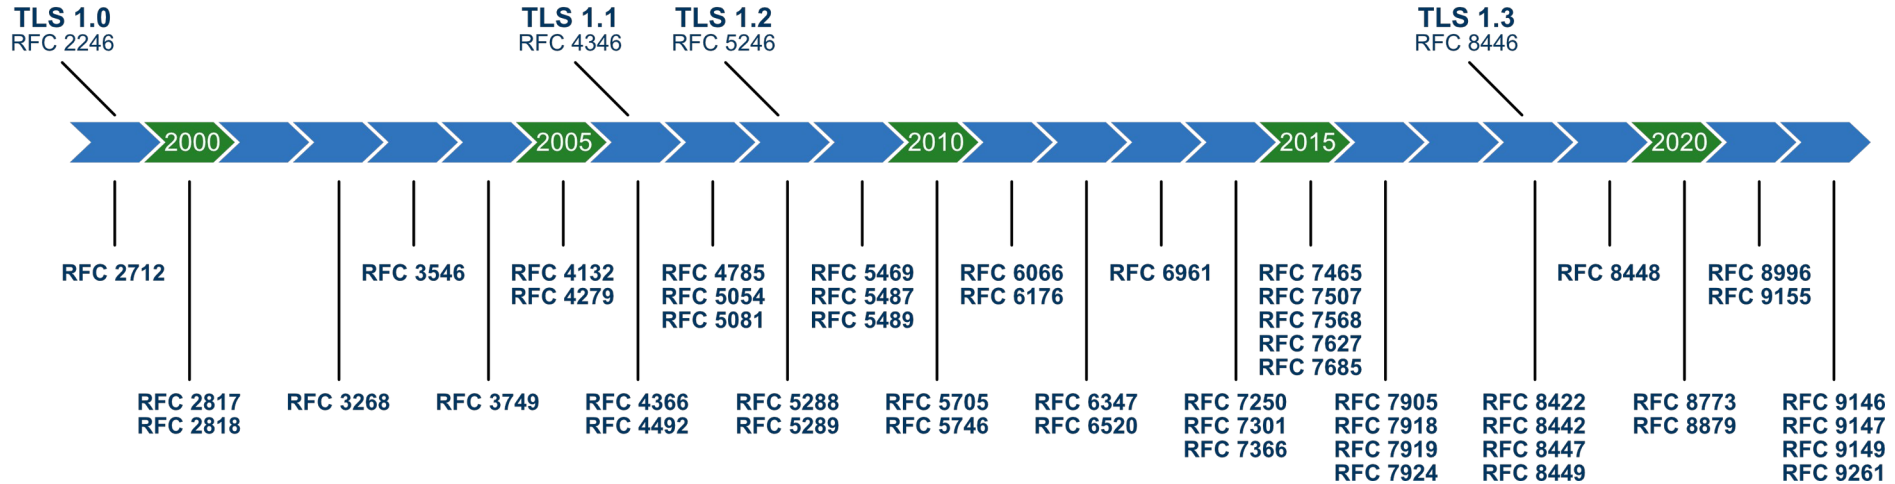 TLS 1.0
RFC 2246
TLS 1.1
RFC 4346
TLS 1.2
RFC 5246
TLS 1.3
RFC 8446
2000
2005
2010
2015
2020
RFC 2712
RFC 3546
RFC 4132
RFC 4279
RFC 4785
RFC 5054
RFC 5081
RFC 5469
RFC 5487
RFC 5489
RFC 6066
RFC 6176
RFC 6961
RFC 7465
RFC 7507
RFC 7568
RFC 7627
RFC 7685
RFC 8448
RFC 8996
RFC 9155
RFC 2817
RFC 2818
RFC 3268
RFC 3749
RFC 4366
RFC 4492
RFC 5288
RFC 5289
RFC 5705
RFC 5746
RFC 6347
RFC 6520
RFC 7250
RFC 7301
RFC 7366
RFC 7905
RFC 7918
RFC 7919
RFC 7924
RFC 8422
RFC 8442
RFC 8447
RFC 8449
RFC 8773
RFC 8879
RFC 9146
RFC 9147
RFC 9149
RFC 9261